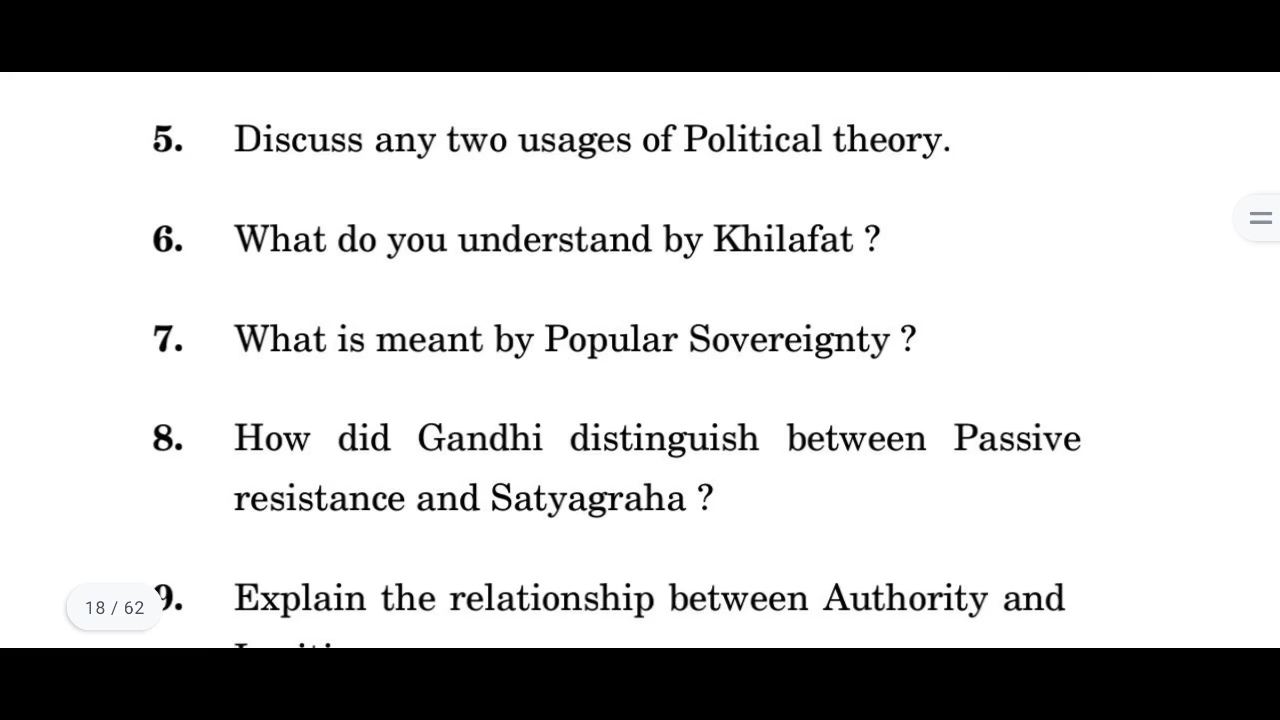 5. Discuss any two usages of Political theory.
6. What do you understand by Khilafat ?
7. What is meant by Popular Sovereignty ?
8. How did Gandhi distinguish between Passive
resistance and Satyagraha ?
9. Explain the relationship between Authority and
18 / 62